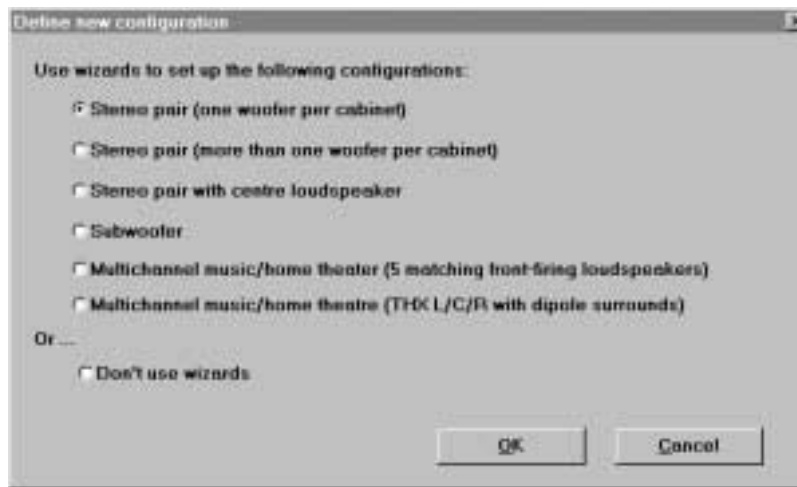 Define new configuration
Use wizards to set up the following configurations:
Stereo pair (one woofer per cabinet)
Stereo pair (more than one woofer per cabinet)
Stereo pair with centre loudspeaker
Subwoofer
Multichannel music/home theater (5 matching front-firing loudspeakers)
Multichannel music/home theatre (THX L/C/R with dipole surrounds)
Or ...
Don't use wizards
OK
Cancel